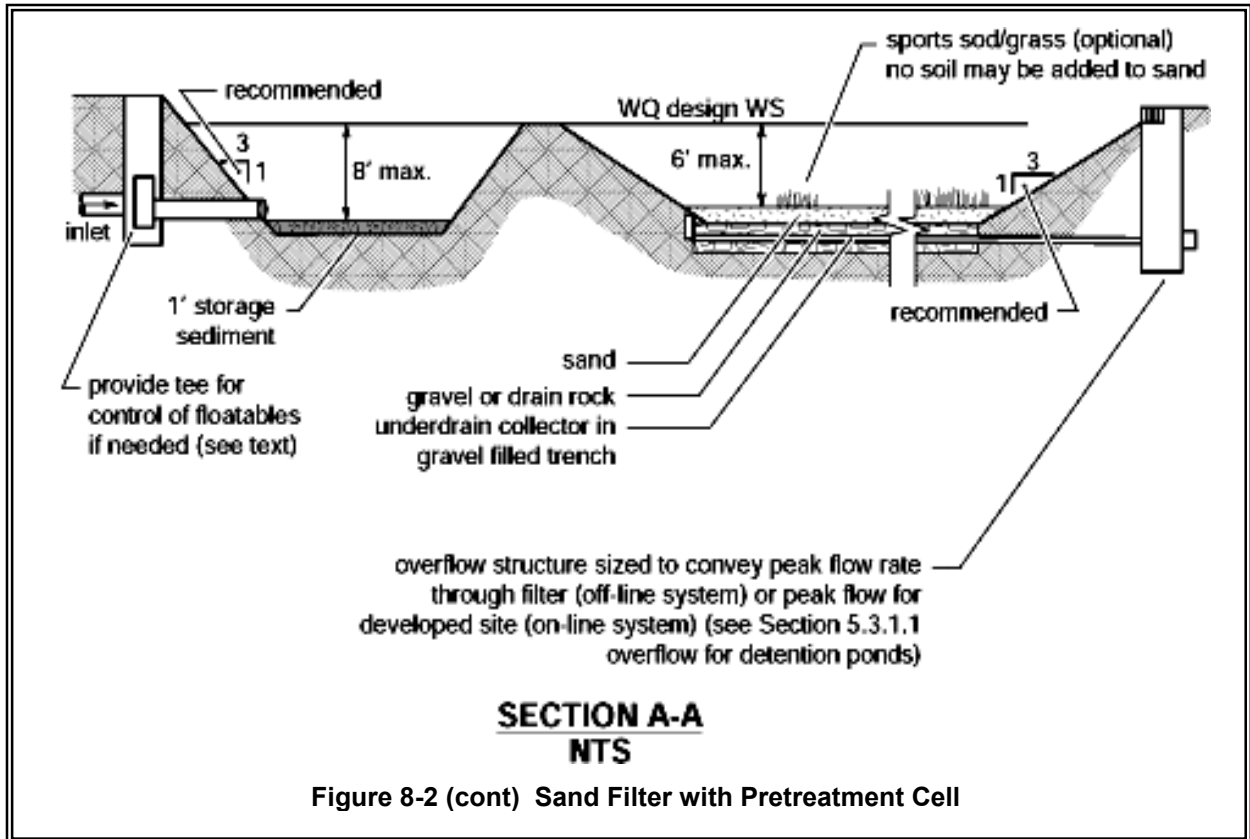 sports sod/grass (optional)
no soil may be added to sand
recommended
WQ design WS
3
1
8' max.
6' max.
3
1
inlet
recommended
1' storage
sediment
sand
provide tee for
control of floatables
if needed (see text)
gravel or drain rock
underdrain collector in
gravel filled trench
overflow structure sized to convey peak flow rate
through filter (off-line system) or peak flow for
developed site (on-line system) (see Section 5.3.1.1
overflow for detention ponds)
SECTION A-A
NTS
Figure 8-2 (cont) Sand Filter with Pretreatment Cell